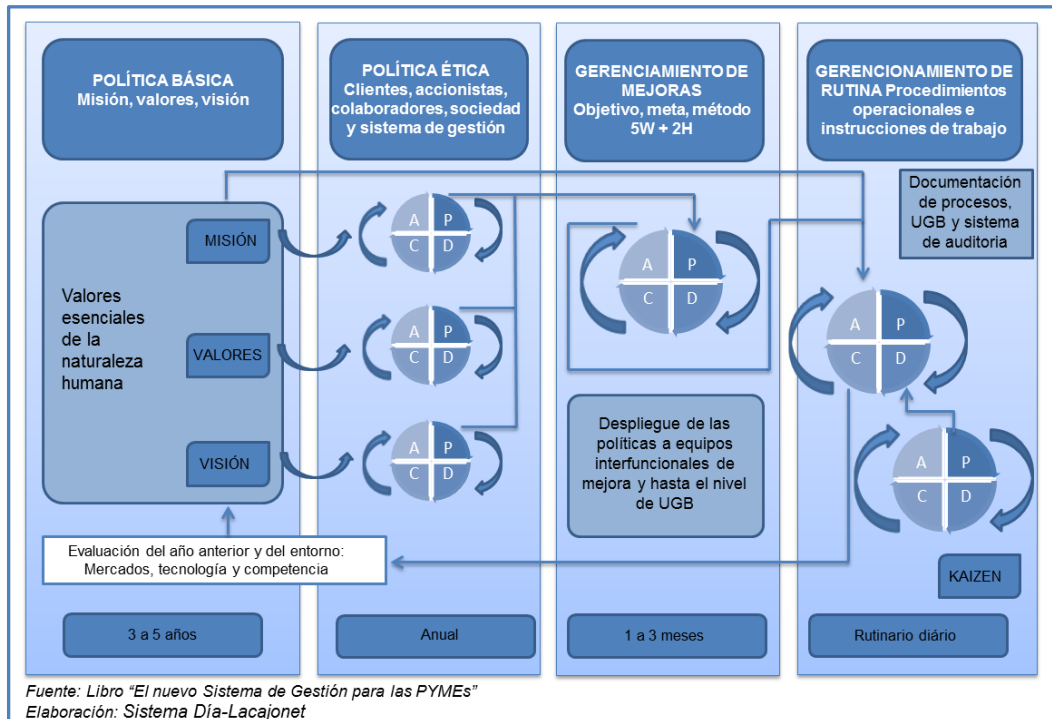 POLÍTICA BÁSICA
Misión, valores, visión
POLÍTICA ÉTICA
Clientes, accionistas,
colaboradores, sociedad
y sistema de gestión
GERENCIAMIENTO DE
MEJORAS
Objetivo, meta, método
5W + 2H
GERENCIONAMIENTO DE
RUTINA Procedimientos
operacionales e
instrucciones de trabajo
Valores
esenciales
de la
naturaleza
humana
MISIÓN
VALORES
VISIÓN
A P
C D
A P
C D
A P
C D
A P
C D
Despliegue de las
políticas a equipos
interfuncionales de
mejora y hasta el nivel
de UGB
Documentación
de procesos,
UGB y sistema
de auditoria
A P
C D
A P
C D
KAIZEN
Evaluación del año anterior y del entorno:
Mercados, tecnología y competencia
3 a 5 años
Anual
1 a 3 meses
Rutinario diário
Fuente: Libro “El nuevo Sistema de Gestión para las PYMEs”
Elaboración: Sistema Día-Lacajonet